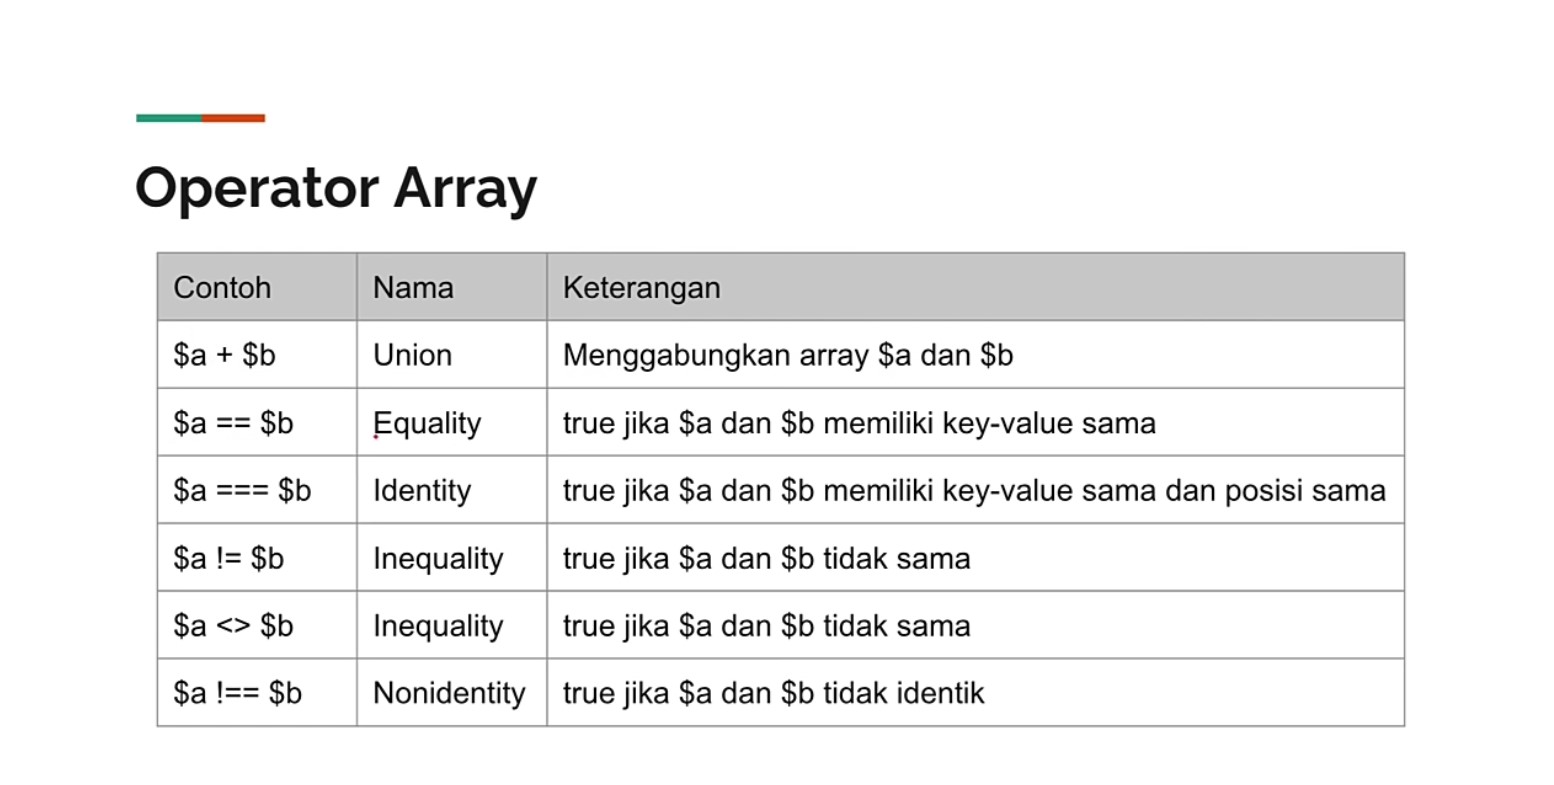 Operator Array
Contoh Nama Keterangan
$a + $b Union Menggabungkan array $a dan $b
$a == $b Equality true jika $a dan $b memiliki key-value sama
$a === $b Identity true jika $a dan $b memiliki key-value sama dan posisi sama
$a != $b Inequality true jika $a dan $b tidak sama
$a <> $b Inequality true jika $a dan $b tidak sama
$a !== $b Nonidentity true jika $a dan $b tidak identik